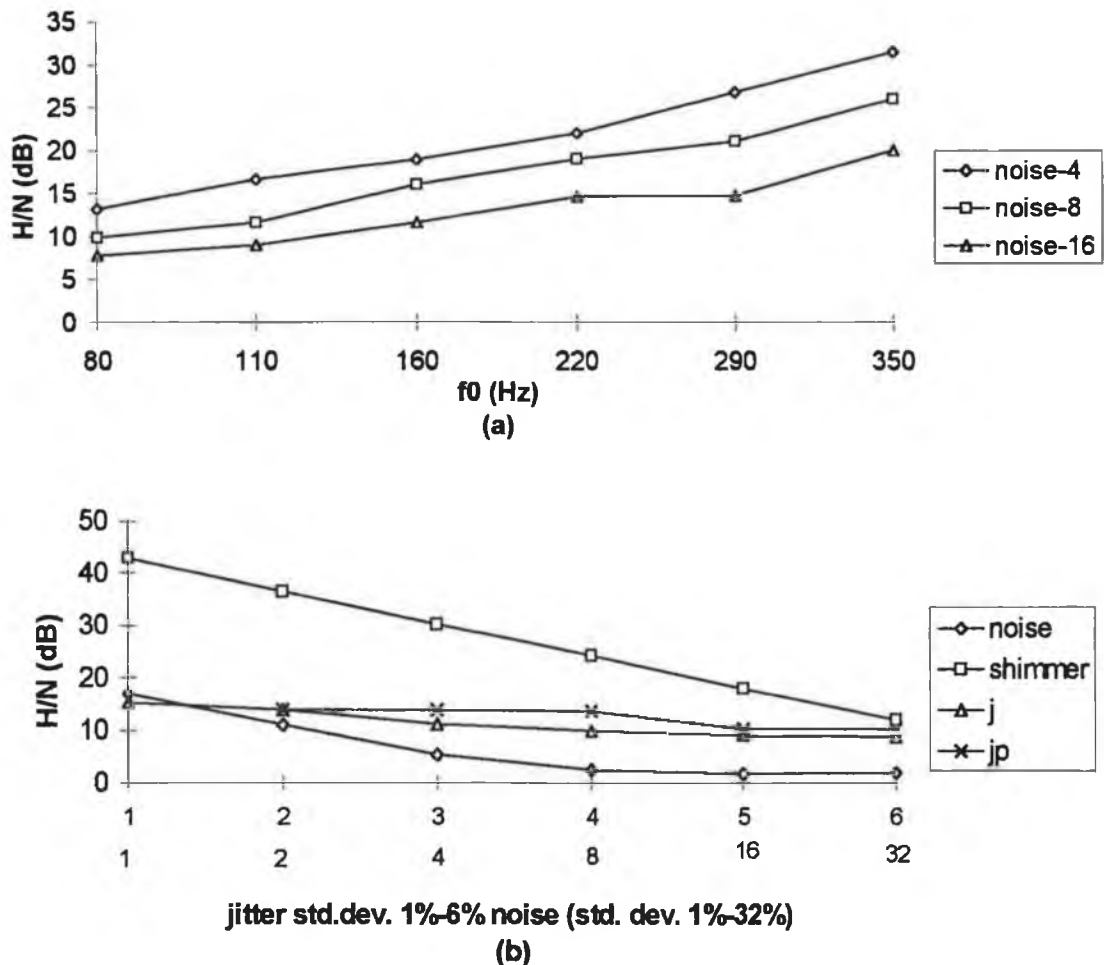 35
30
25
20
15
10
5
0
H/N (dB)
80 110 160 220 290 350
f0 (Hz)
(a)
noise-4
noise-8
noise-16
50
40
30
20
10
0
H/N (dB)
1 2 3 4 5 6
1 2 4 8 16 32
jitter std.dev. 1%-6% noise (std. dev. 1%-32%)
(b)
noise
shimmer
j
jp